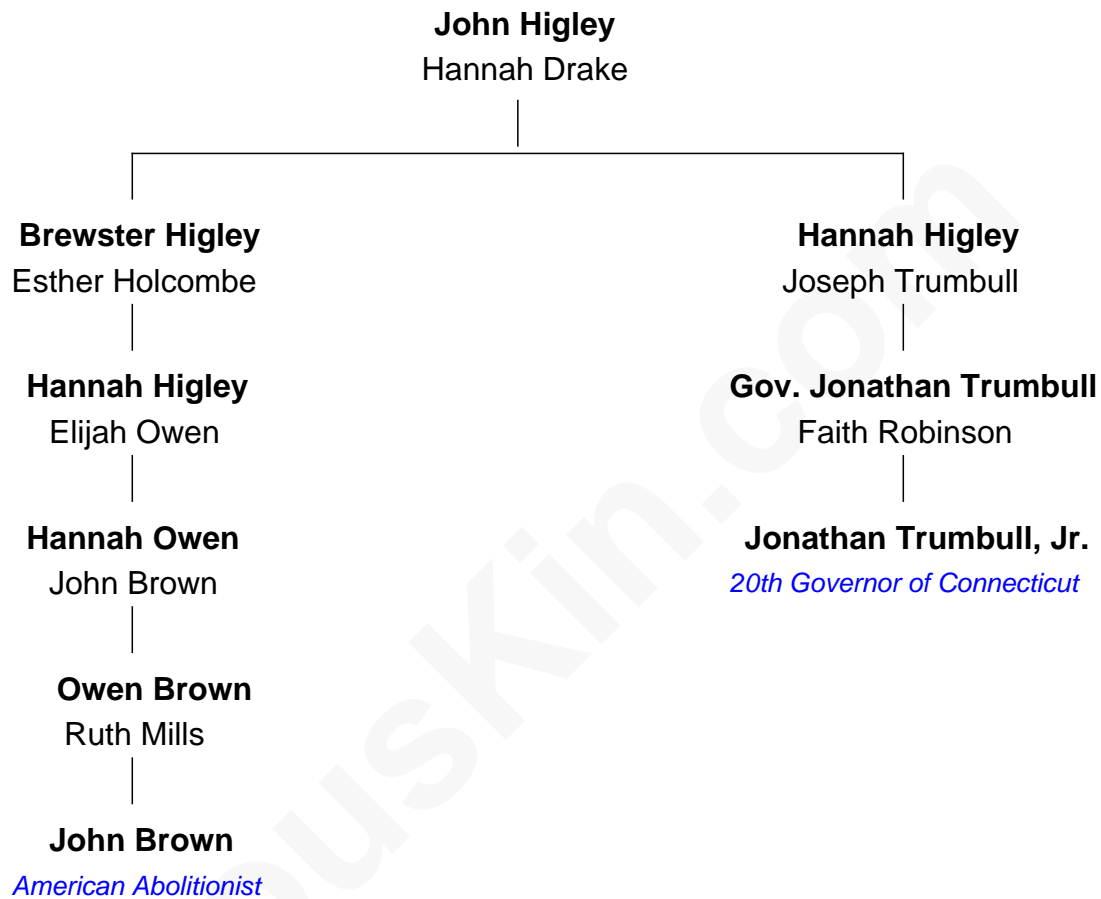 John Higley
Hannah Drake
Brewster Higley
Esther Holcombe
Hannah Higley
Joseph Trumbull
Hannah Higley
Elijah Owen
Gov. Jonathan Trumbull
Faith Robinson
Hannah Owen
John Brown
Jonathan Trumbull, Jr.
20th Governor of Connecticut
Owen Brown
Ruth Mills
John Brown
American Abolitionist
ousKin.com